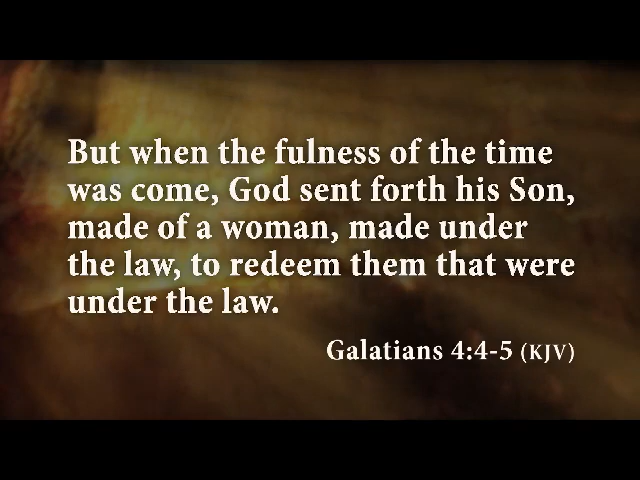 But when the fulness of the time
was come, God sent forth his Son,
made of a woman, made under
the law, to redeem them that were
under the law.
Galatians 4:4-5 (KJV)